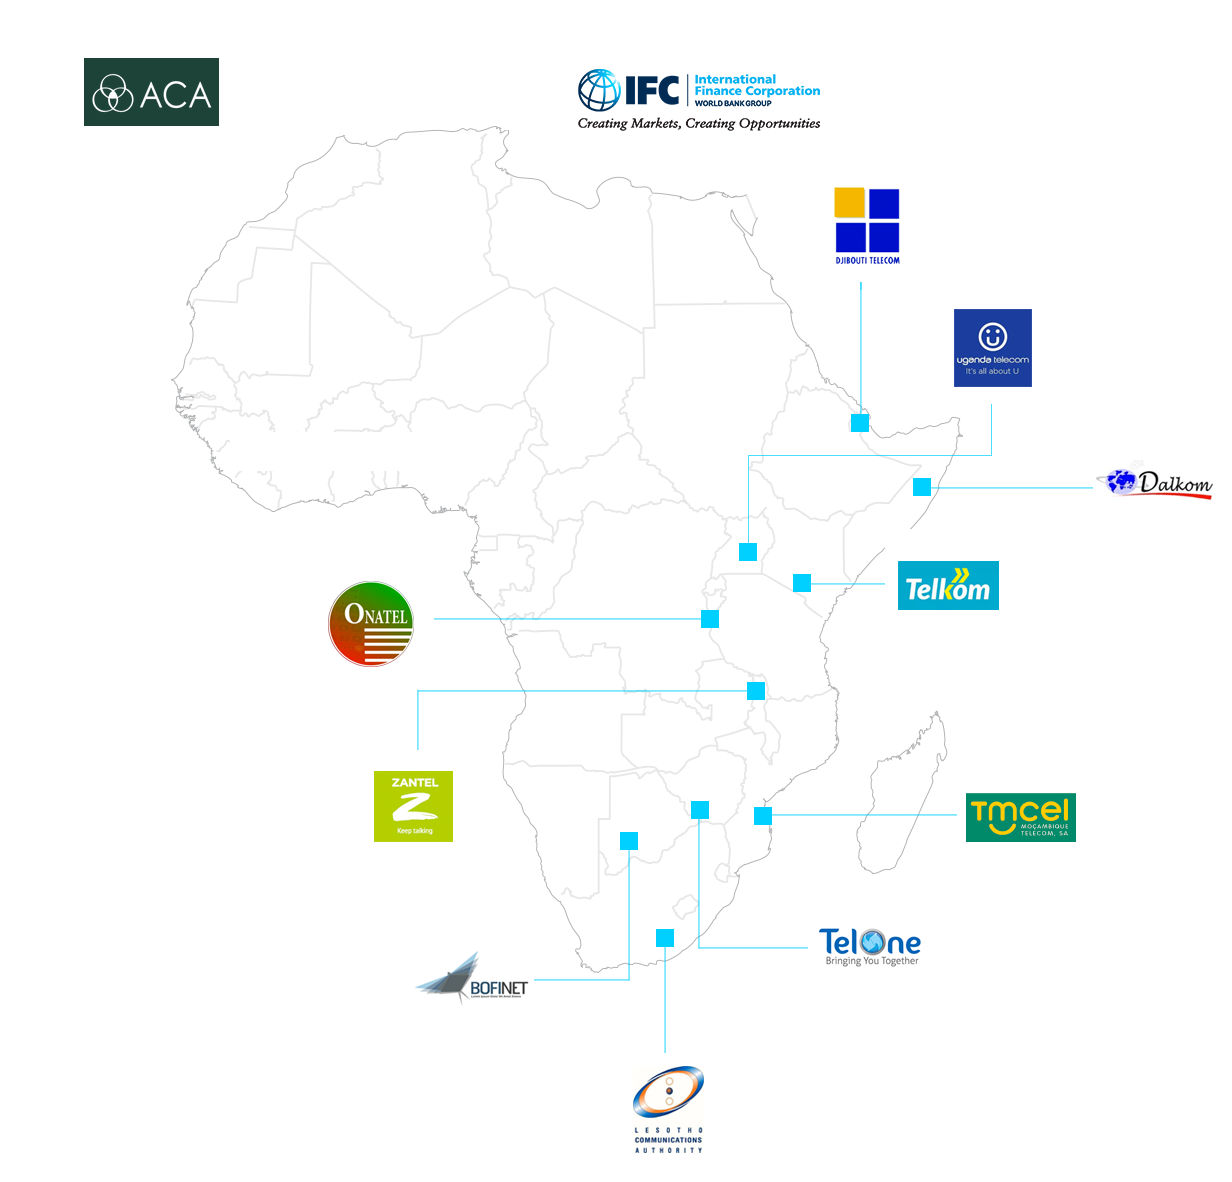 ACA
IFC
International
Finance Corporation
WORLD BANK GROUP
Creating Markets, Creating Opportunities
DJIBOUTI TELECOM
uganda telecom
It's all about U
Dalkom
Telkom
ONATEL
ZANTEL
Keep talking
TMCEL
MOÇAMBIQUE
TELECOM, SA
TelOne
Bringing You Together
BOFINET
LESOTHO
COMMUNICATIONS
AUTHORITY